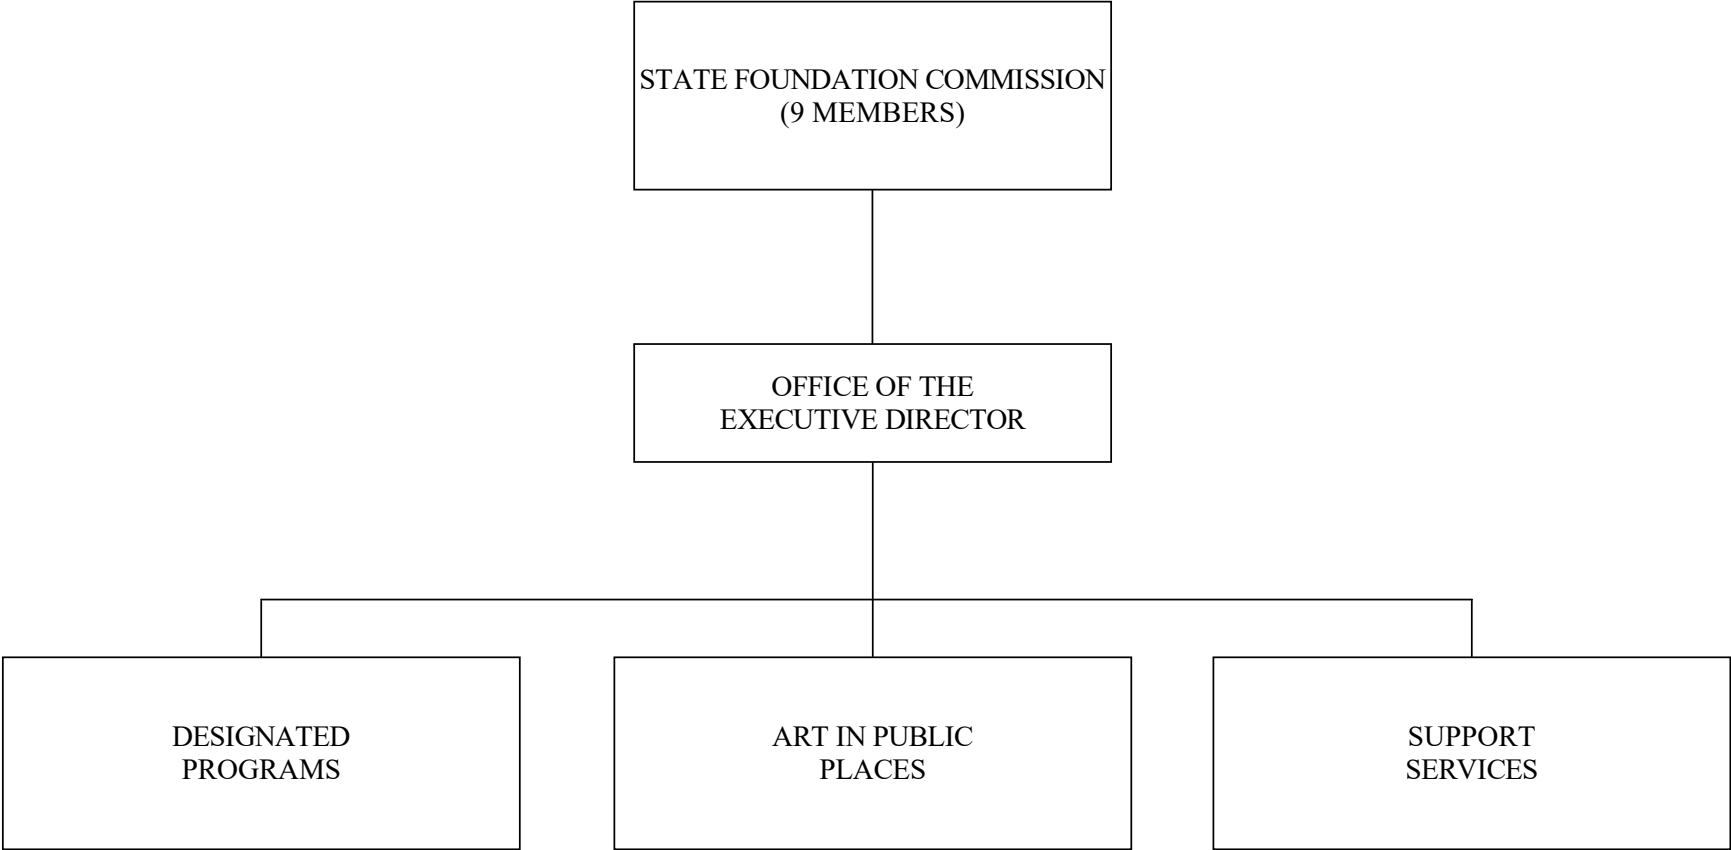 STATE FOUNDATION COMMISSION
(9 MEMBERS)
OFFICE OF THE
EXECUTIVE DIRECTOR
DESIGNATED
PROGRAMS
ART IN PUBLIC
PLACES
SUPPORT
SERVICES